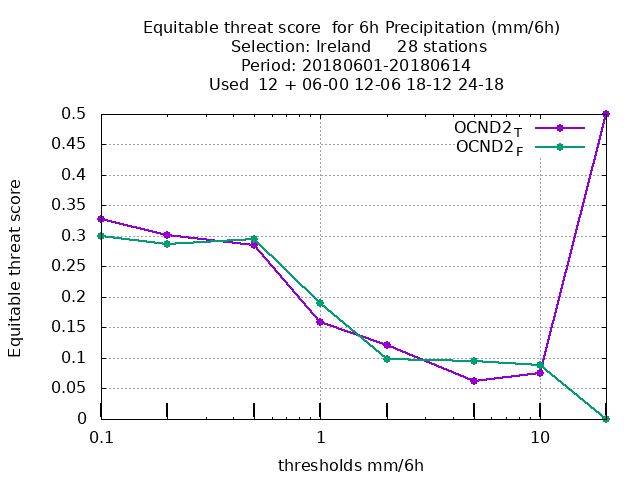 Equitable threat score  for 6h Precipitation (mm/6h)
Selection: Ireland     28 stations
Period: 20180601-20180614
Used  12 + 06-00 12-06 18-12 24-18
OCND2T
OCND2F
0.5
0.45
0.4
0.35
0.3
0.25
0.2
0.15
0.1
0.05
0
Equitable threat score
0.1 1 10
thresholds mm/6h